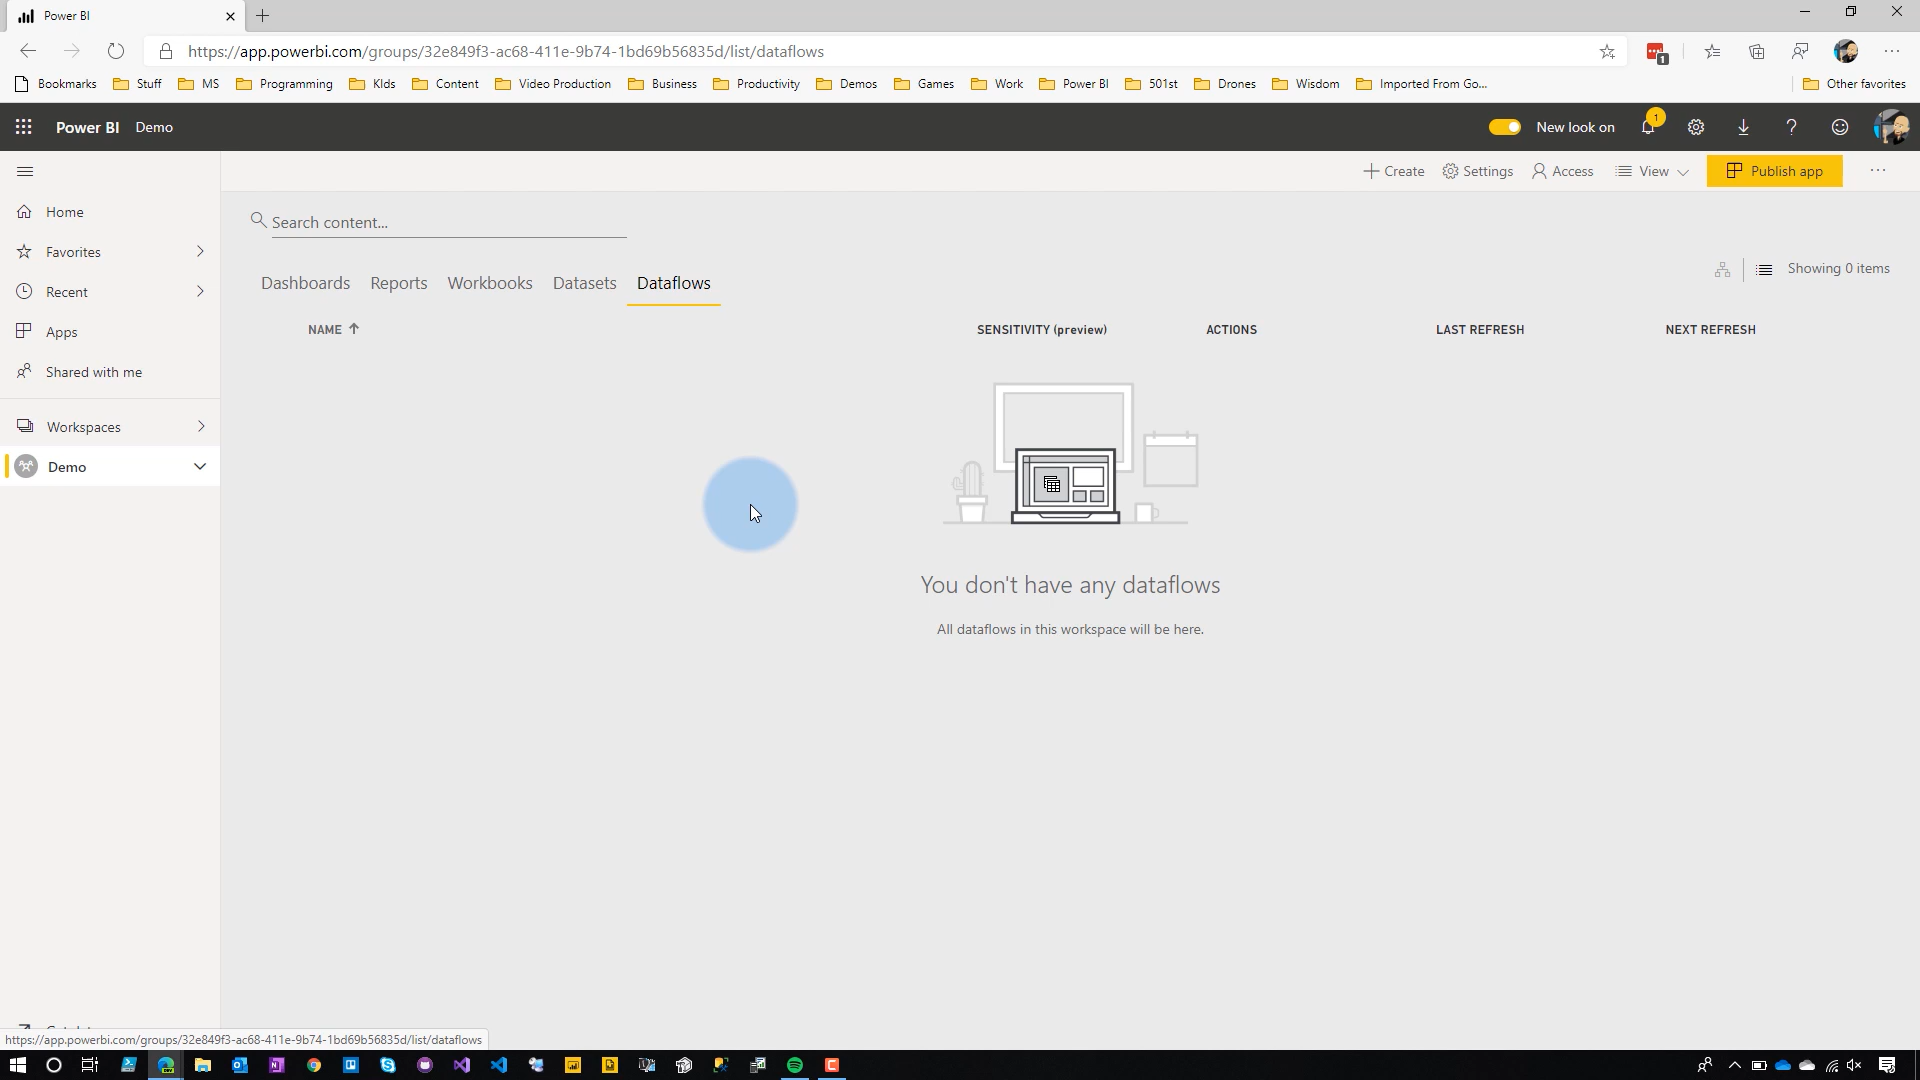 Power BI
https://app.powerbi.com/groups/32e849f3-ac68-411e-9b74-1bd69b56835d/list/dataflows
1
Bookmarks Stuff MS Programming KIds Content Video Production Business Productivity Demos Games Work Power BI 501st Drones Wisdom Imported From Go... Other favorites
Power BI Demo New look on 1
Create Settings Access View Publish app
Home
Favorites
Recent
Apps
Shared with me
Workspaces
Demo
Search content...
Dashboards Reports Workbooks Datasets Dataflows
Showing 0 items
NAME SENSITIVITY (preview) ACTIONS LAST REFRESH NEXT REFRESH
You don't have any dataflows
All dataflows in this workspace will be here.
https://app.powerbi.com/groups/32e849f3-ac68-411e-9b74-1bd69b56835d/list/dataflows